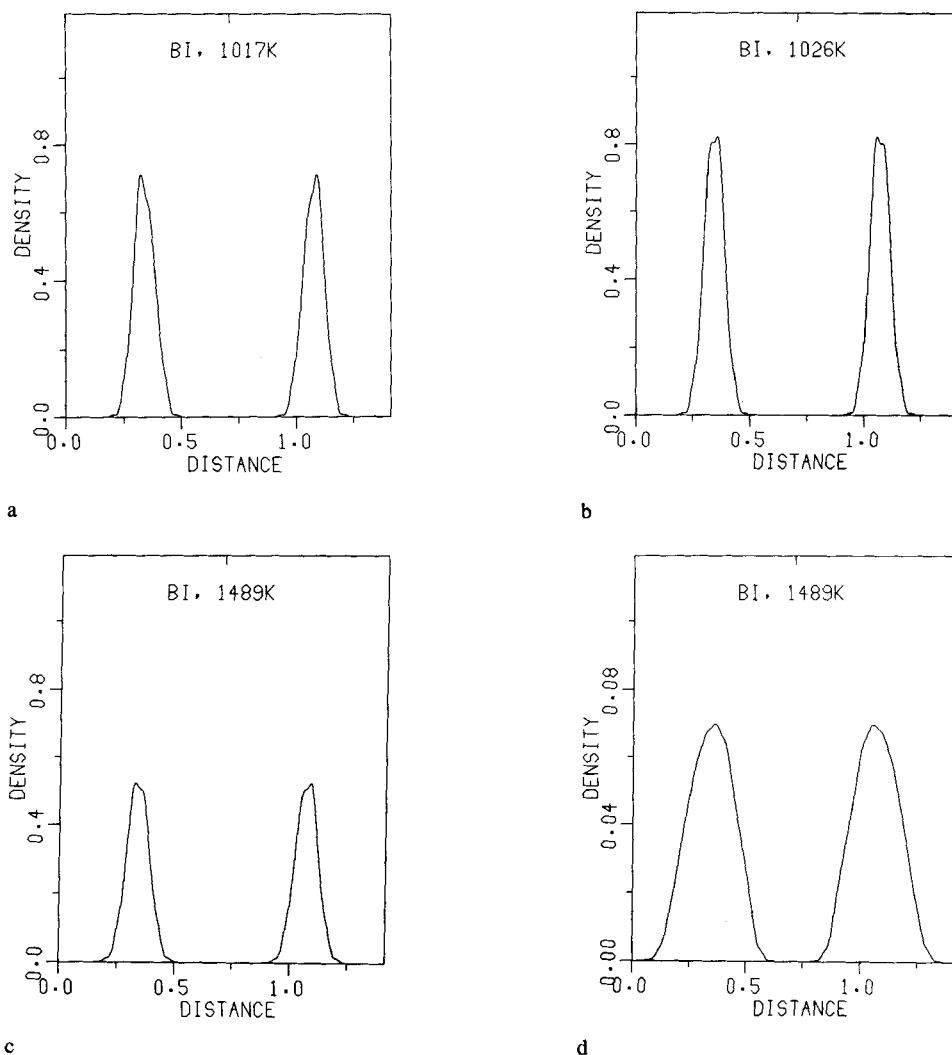 BI, 1017K
DENSITY
0.8
0.4
0.0
0.0 0.5 1.0
DISTANCE
a
BI, 1026K
DENSITY
0.8
0.4
0.0
0.0 0.5 1.0
DISTANCE
b
BI, 1489K
DENSITY
0.8
0.4
0.0
0.0 0.5 1.0
DISTANCE
c
BI, 1489K
DENSITY
0.08
0.04
0.00
0.0 0.5 1.0
DISTANCE
d